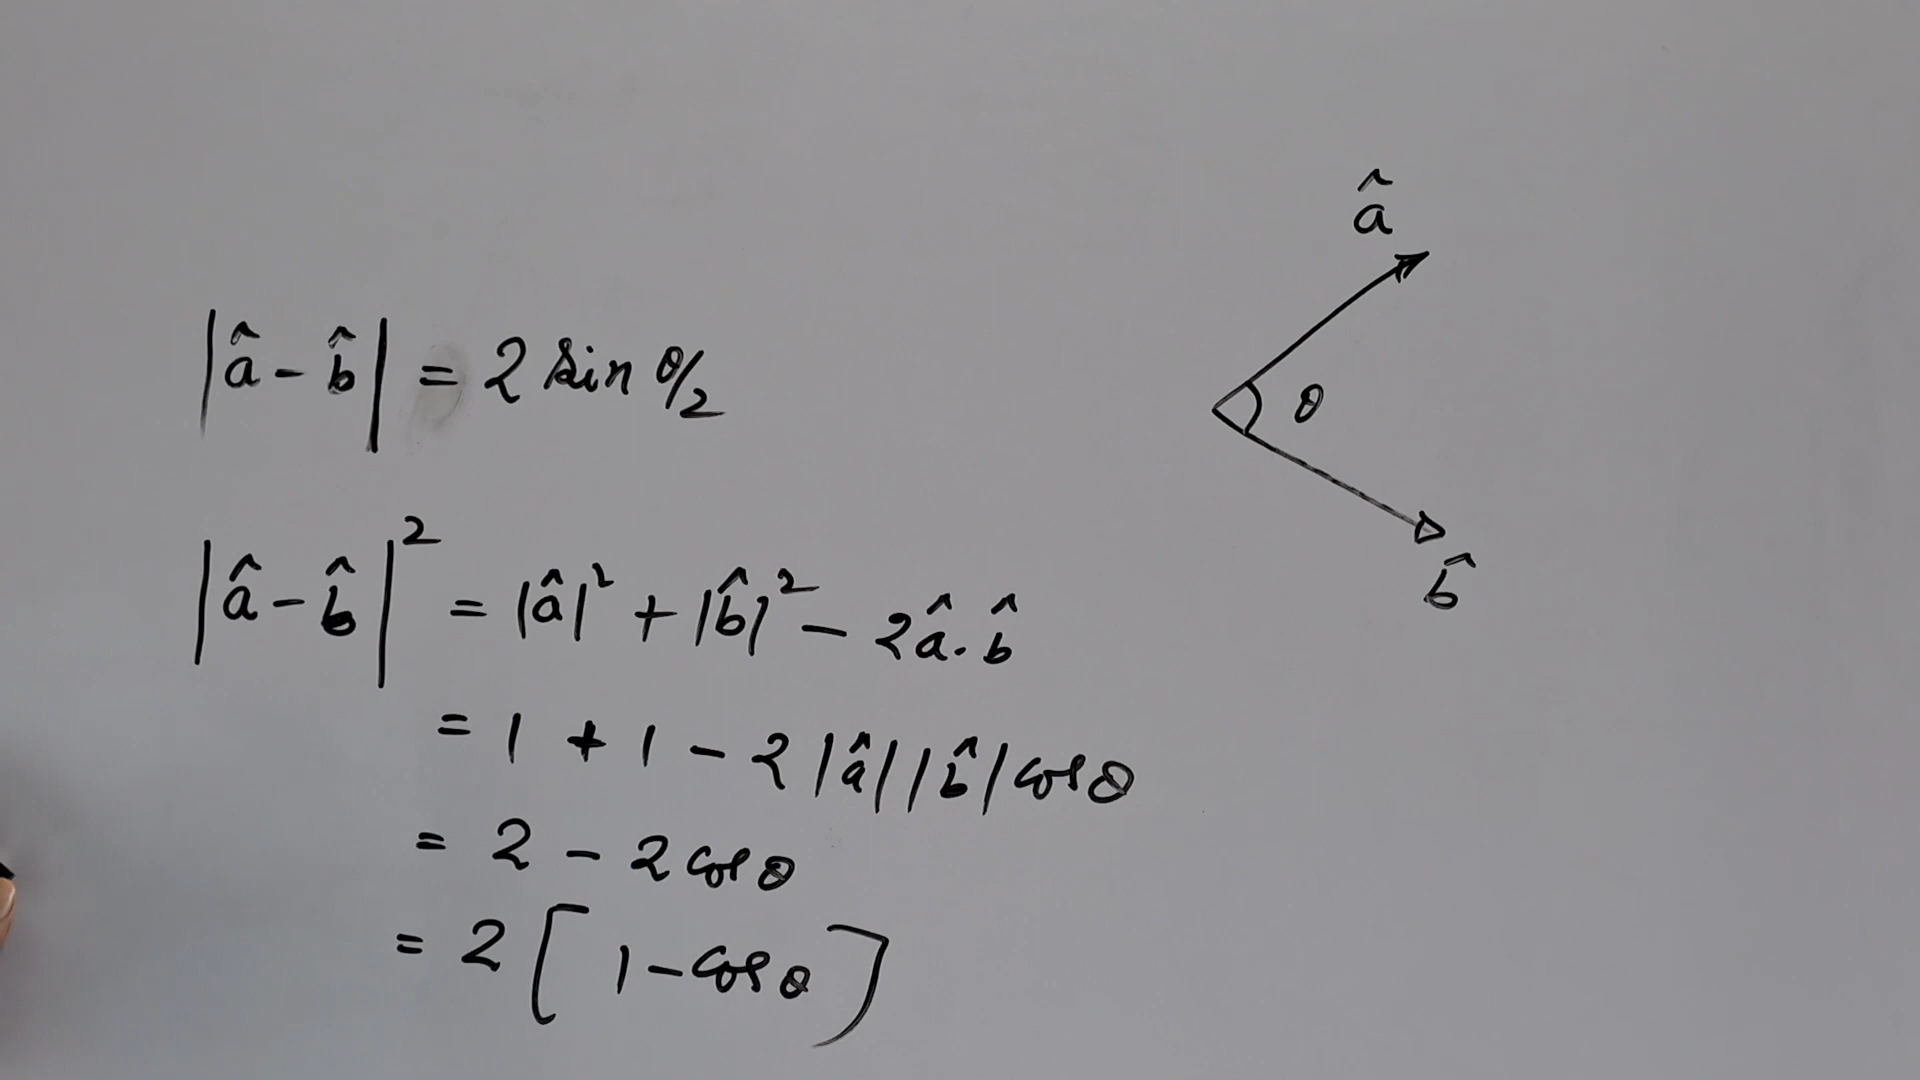 |â - b̂| = 2 sin θ/2
|â - b̂|² = |â|² + |b̂|² - 2â.b̂
= 1 + 1 - 2|â||b̂|cosθ
= 2 - 2cosθ
= 2[1-cosθ]
â
θ
b̂